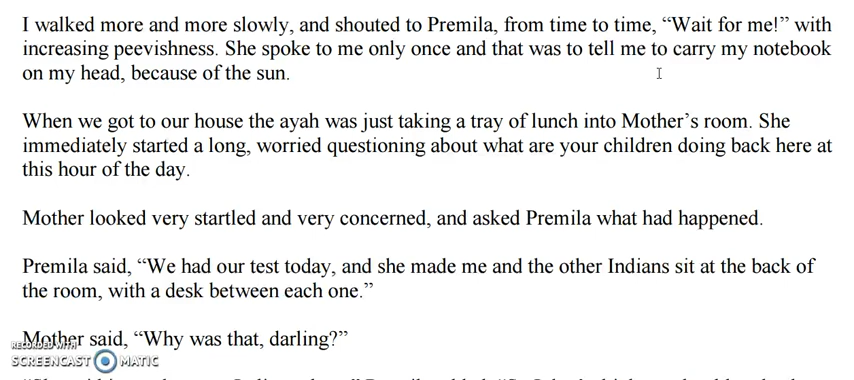 I walked more and more slowly, and shouted to Premila, from time to time, “Wait for me!” with
increasing peevishness. She spoke to me only once and that was to tell me to carry my notebook
on my head, because of the sun.
When we got to our house the ayah was just taking a tray of lunch into Mother’s room. She
immediately started a long, worried questioning about what are your children doing back here at
this hour of the day.
Mother looked very startled and very concerned, and asked Premila what had happened.
Premila said, “We had our test today, and she made me and the other Indians sit at the back of
the room, with a desk between each one.”
Mother said, “Why was that, darling?”
RECORDED WITH
SCREENCAST MATIC